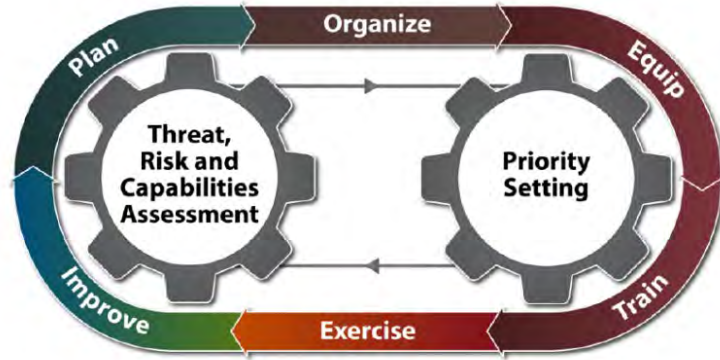 Plan
Organize
Equip
Threat,
Risk and
Capabilities
Assessment
Priority
Setting
Improve
Exercise
Train